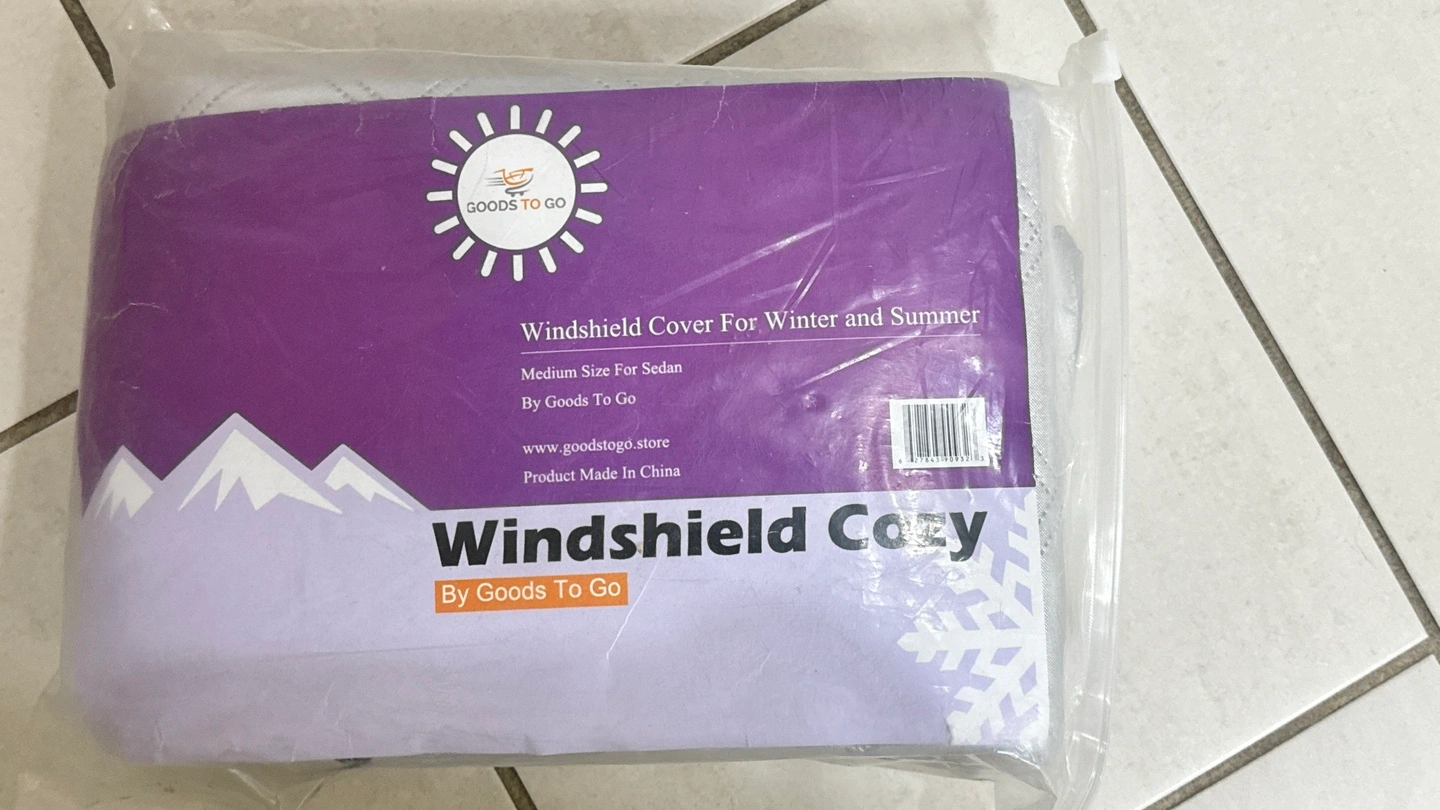 GOODS TO GO
Windshield Cover For Winter and Summer
Medium Size For Sedan
By Goods To Go
www.goodstogo.store
Product Made In China
Windshield Cozy
By Goods To Go